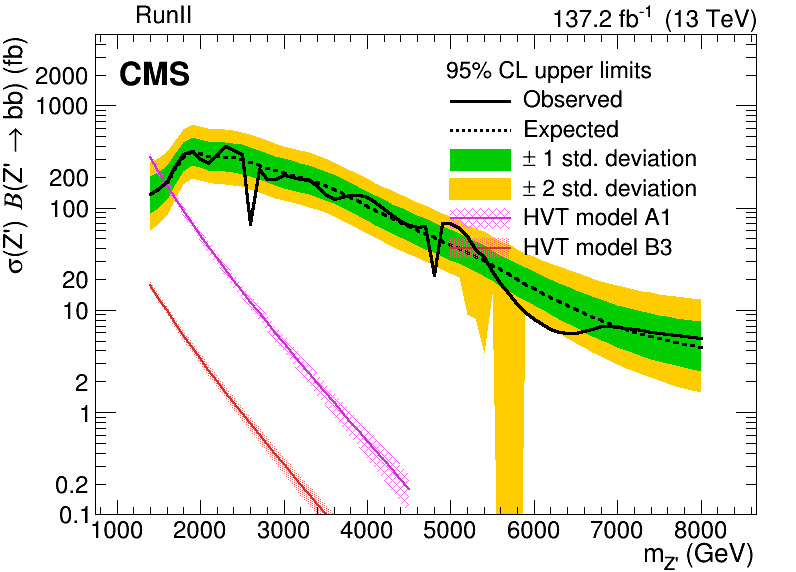 RunII
137.2 fb⁻¹ (13 TeV)
CMS
95% CL upper limits
Observed
Expected
± 1 std. deviation
± 2 std. deviation
HVT model A1
HVT model B3
σ(Z') B(Z' → bb) (fb)
2000
1000
200
100
20
10
2
1
0.2
0.1
1000 2000 3000 4000 5000 6000 7000 8000
m_Z' (GeV)